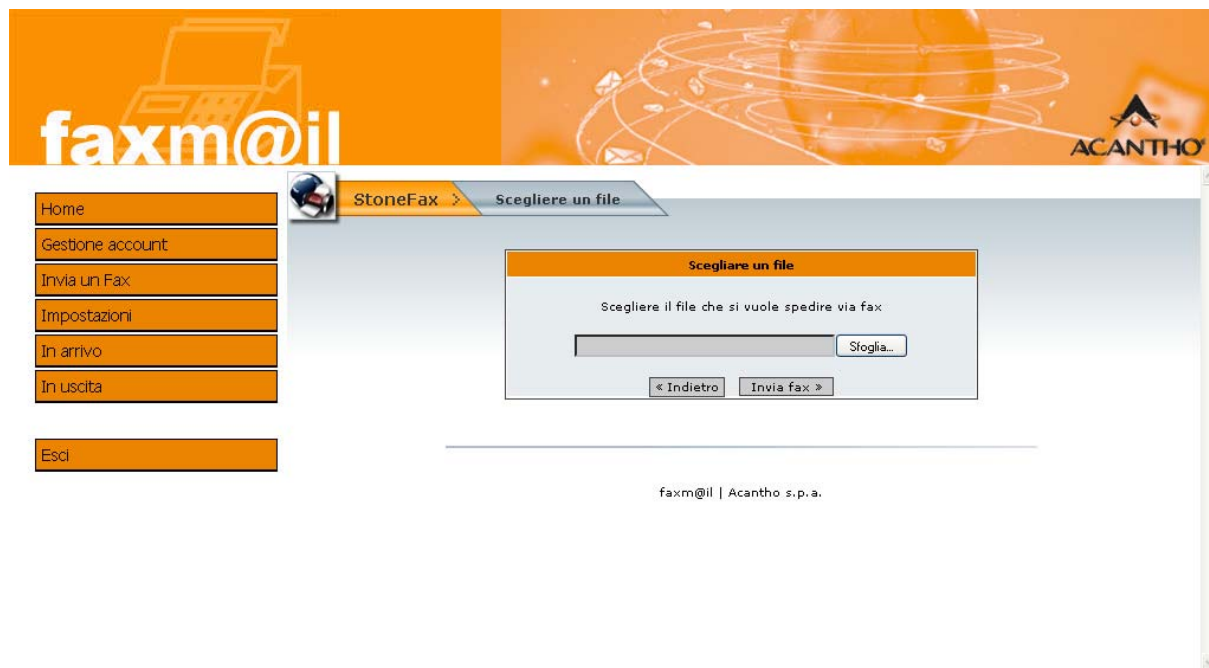 faxm@il
ACANTHO
Home
Gestione account
Invia un Fax
Impostazioni
In arrivo
In uscita
Esci
StoneFax >
Scegliere un file
Scegliare un file
Scegliere il file che si vuole spedire via fax
Sfoglia...
« Indietro
Invia fax »
faxm@il | Acantho s.p.a.